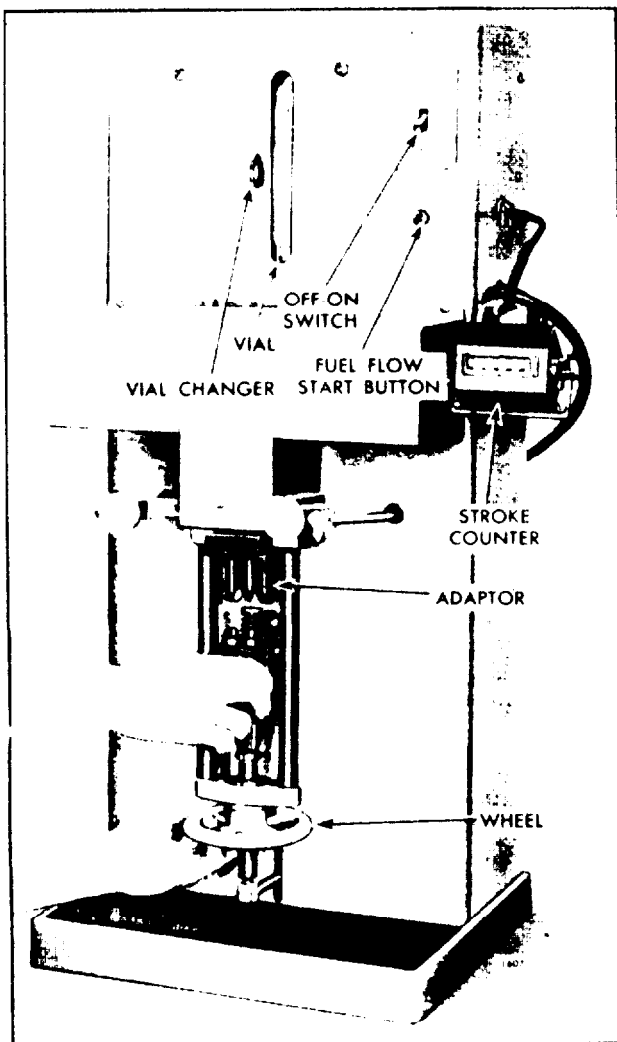 OFF ON
SWITCH
VIAL
FUEL FLOW
START BUTTON
VIAL CHANGER
STROKE
COUNTER
ADAPTOR
WHEEL